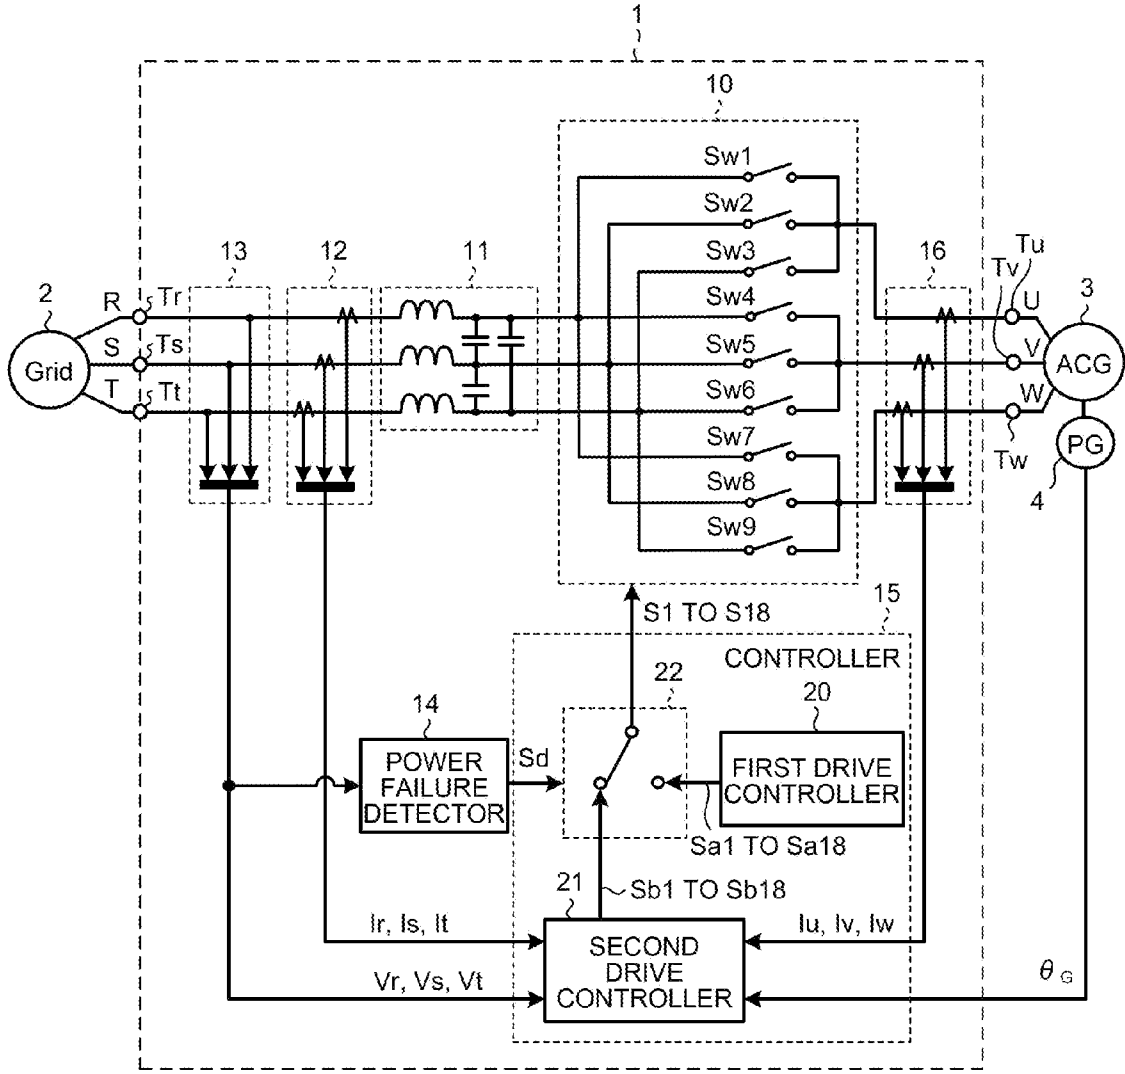 1
10
Sw1
Sw2
Sw3
Sw4
Sw5
Sw6
Sw7
Sw8
Sw9
13
12
11
16
2
Grid
R
S
T
Tr
Ts
Tt
Tv
Tu
Tw
U
V
W
3
ACG
PG
4
S1 TO S18
15
CONTROLLER
22
14
POWER
FAILURE
DETECTOR
Sd
20
FIRST DRIVE
CONTROLLER
Sa1 TO Sa18
Sb1 TO Sb18
21
SECOND
DRIVE
CONTROLLER
Ir, Is, It
Vr, Vs, Vt
Iu, Iv, Iw
θG